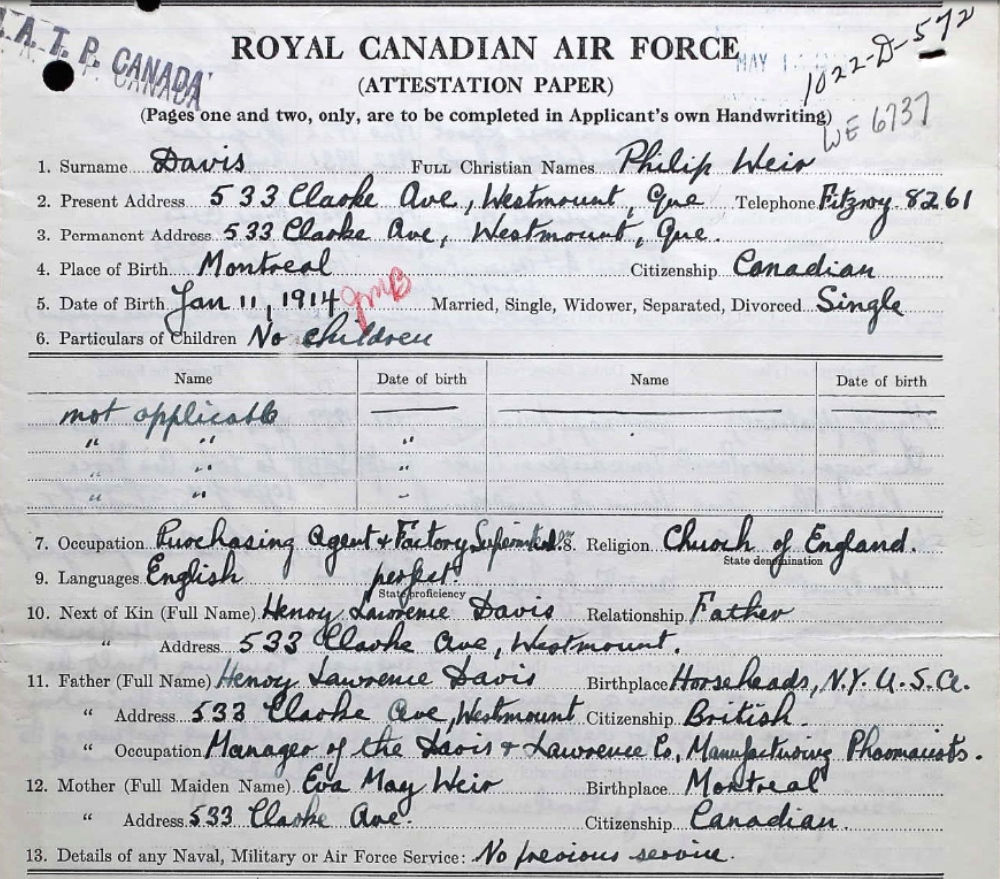 .A.T.P. CANADA
ROYAL CANADIAN AIR FORCE
MAY 1
1022-D-572
(ATTESTATION PAPER)
(Pages one and two, only, are to be completed in Applicant's own Handwriting)
WE 6737
1. Surname Davis FULL Christian Names Philip Weir
2. Present Address 533 Clarke Ave, Westmount, Que Telephone Fitzroy 8261
3. Permanent Address 533 Clarke Ave, Westmount, Que.
4. Place of Birth Montreal Citizenship Canadian
5. Date of Birth Jan 11, 1914 Married, Single, Widower, Separated, Divorced Single
6. Particulars of Children No children
Name Date of birth Name Date of birth
not applicable
" " "
" " "
" "
7. Occupation Purchasing Agent + Factory 8. Religion Church of England.
State denomination
9. Languages English perfect.
State proficiency
10. Next of Kin (Full Name) Henry Lawrence Davis Relationship Father
" Address 533 Clarke Ave, Westmount.
11. Father (Full Name) Henry Lawrence Davis Birthplace Horseheads, N.Y. U.S.A.
" Address 533 Clarke Ave, Westmount Citizenship British.
" Occupation Manager of the Davis + Lawrence Co, Manufacturing Pharmacists.
12. Mother (Full Maiden Name) Eva May Weir Birthplace Montreal
" Address 533 Clarke Ave. Citizenship Canadian.
13. Details of any Naval, Military or Air Force Service: No previous service.